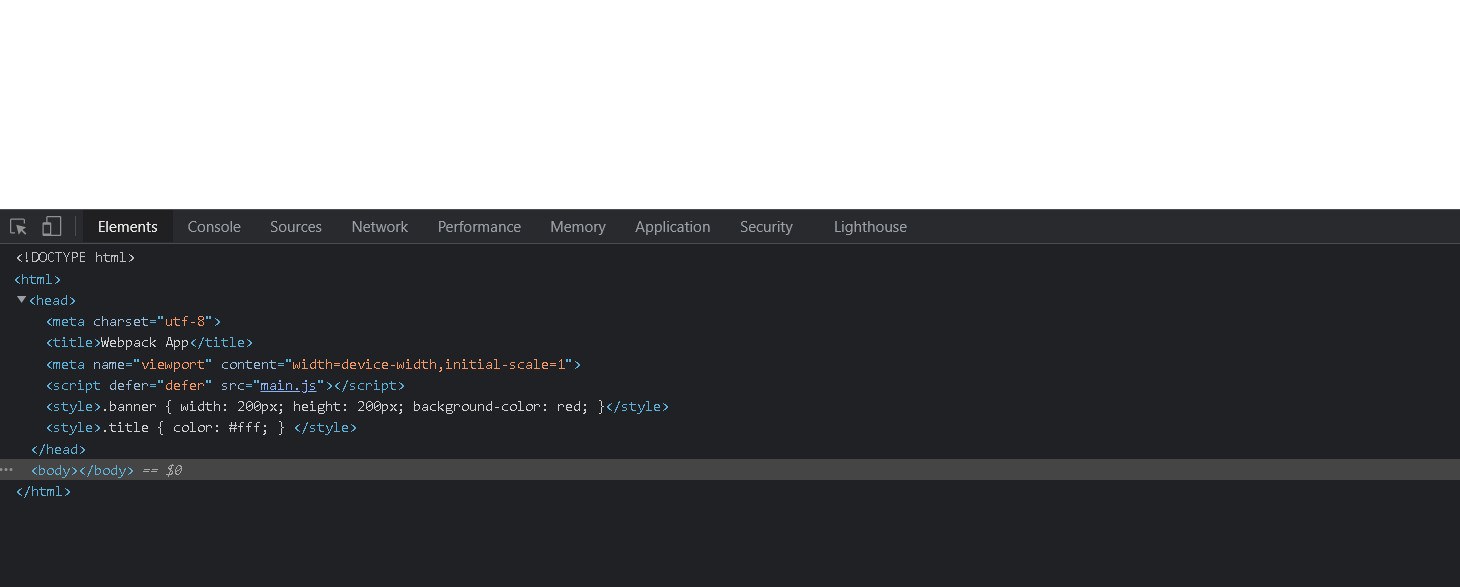 Elements Console Sources Network Performance Memory Application Security Lighthouse
<!DOCTYPE html>
<html>
<head>
<meta charset="utf-8">
<title>Webpack App</title>
<meta name="viewport" content="width=device-width,initial-scale=1">
<script defer="defer" src="main.js"></script>
<style>.banner { width: 200px; height: 200px; background-color: red; }</style>
<style>.title { color: #fff; } </style>
</head>
<body></body> == $0
</html>